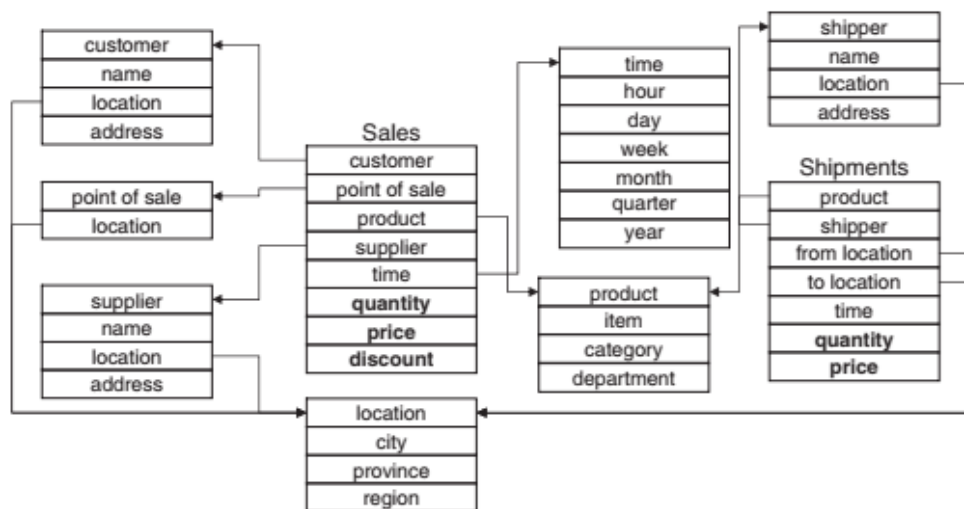 customer
name
location
address
point of sale
location
supplier
name
location
address
Sales
customer
point of sale
product
supplier
time
quantity
price
discount
location
city
province
region
time
hour
day
week
month
quarter
year
product
item
category
department
shipper
name
location
address
Shipments
product
shipper
from location
to location
time
quantity
price